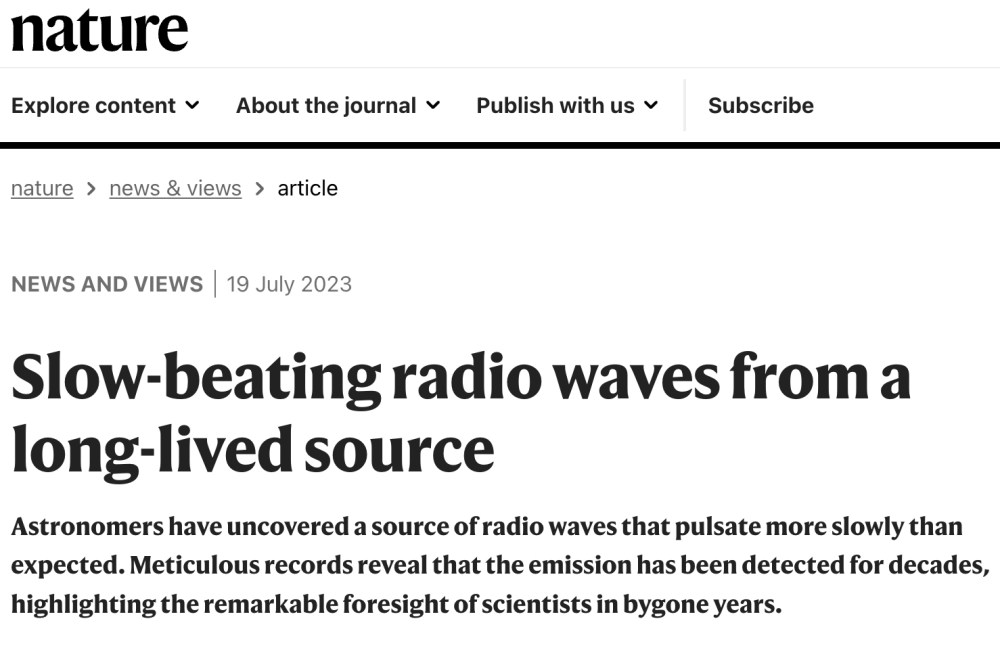 nature
Explore content About the journal Publish with us Subscribe
nature > news & views > article
NEWS AND VIEWS | 19 July 2023
Slow-beating radio waves from a
long-lived source
Astronomers have uncovered a source of radio waves that pulsate more slowly than
expected. Meticulous records reveal that the emission has been detected for decades,
highlighting the remarkable foresight of scientists in bygone years.